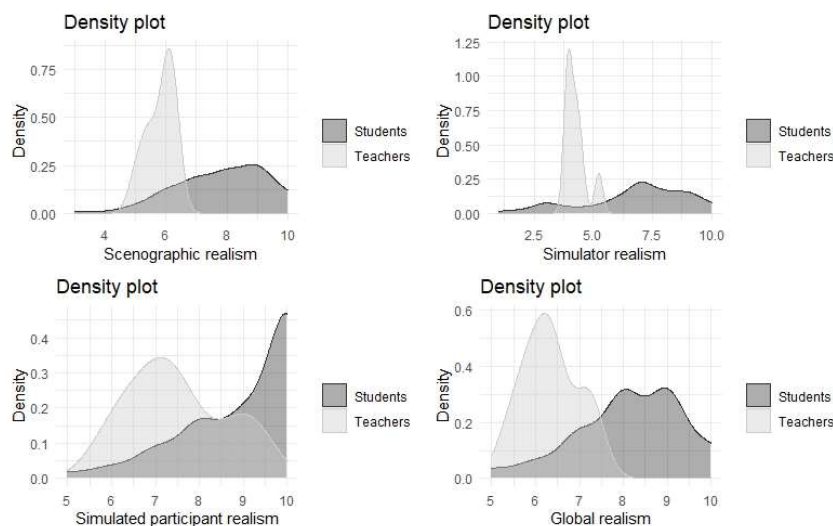 Density plot
0.75
0.50
0.25
0.00
Density
4
6
8
10
Scenographic realism
Students
Teachers
Density plot
1.25
1.00
0.75
0.50
0.25
0.00
Density
2.5
5.0
7.5
10.0
Simulator realism
Students
Teachers
Density plot
0.4
0.3
0.2
0.1
0.0
Density
5
6
7
8
9
10
Simulated participant realism
Students
Teachers
Density plot
0.6
0.4
0.2
0.0
Density
5
6
7
8
9
10
Global realism
Students
Teachers